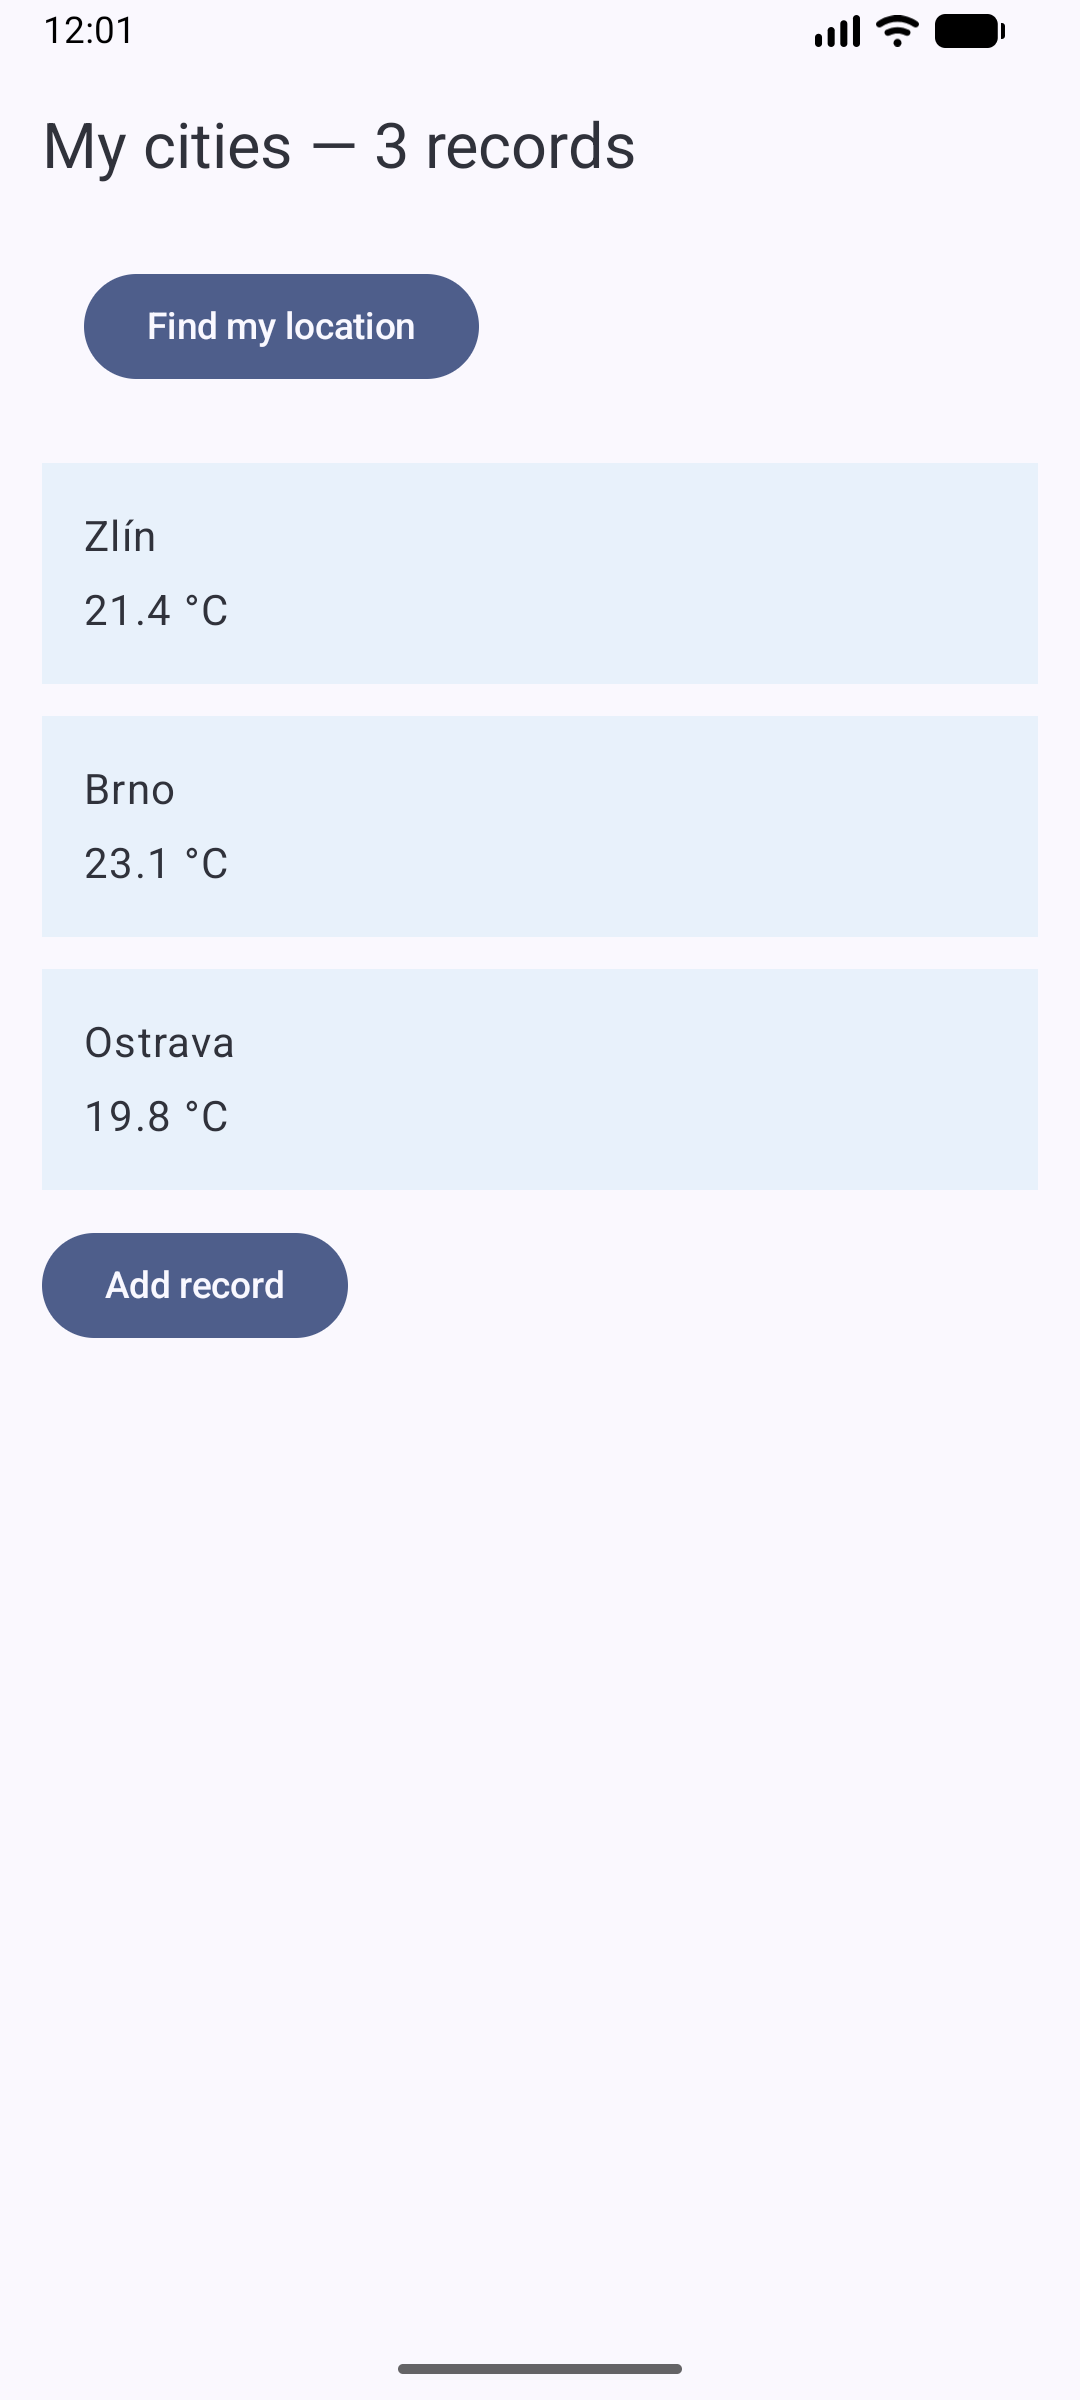 12:01
My cities — 3 records
Find my location
Zlín
21.4 °C
Brno
23.1 °C
Ostrava
19.8 °C
Add record